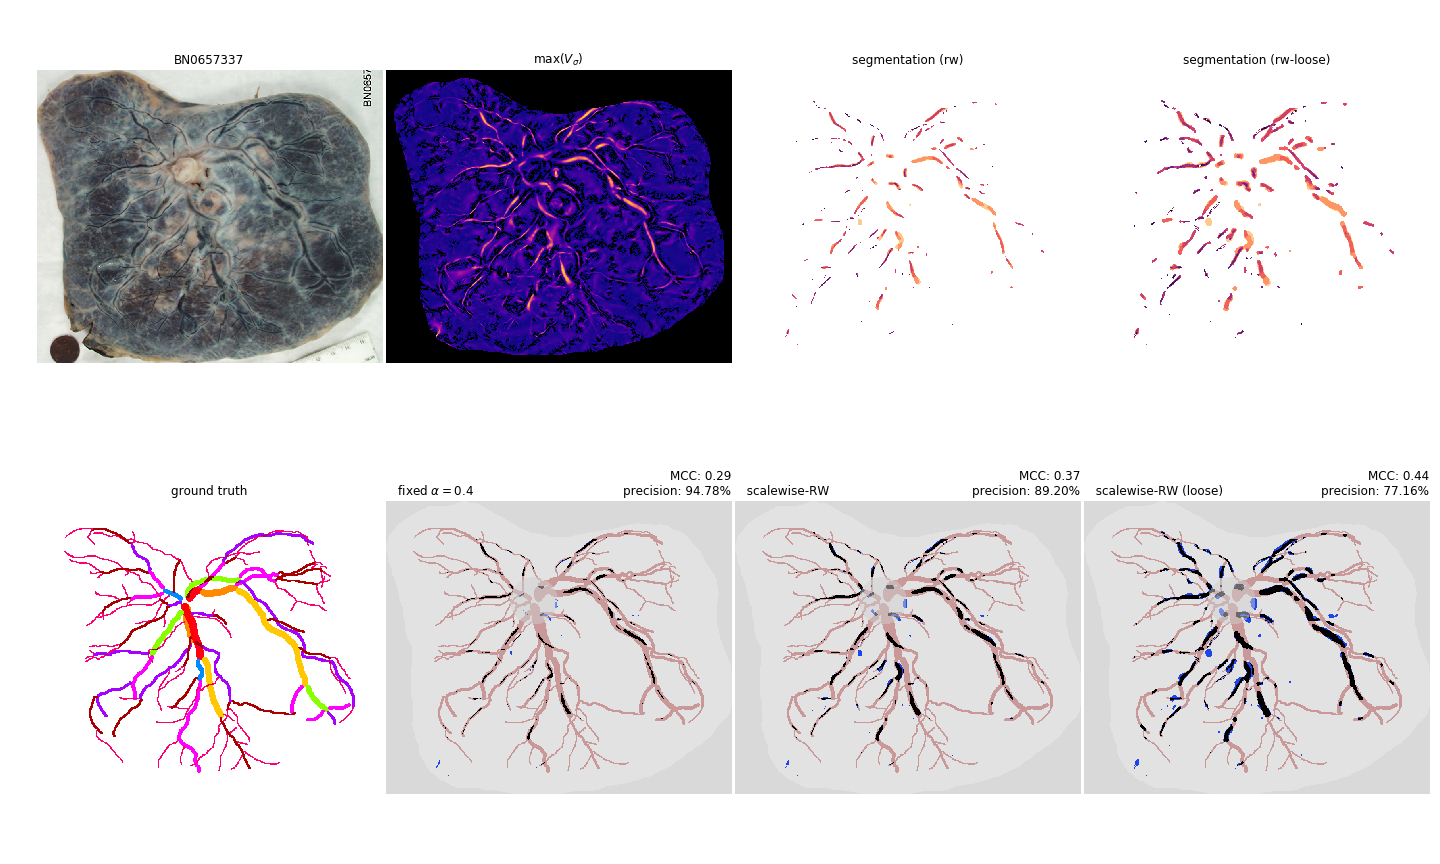 BN0657337
max(V_σ)
segmentation (rw)
segmentation (rw-loose)
BN0657
ground truth
fixed α = 0.4
MCC: 0.29
precision: 94.78%
scalewise-RW
MCC: 0.37
precision: 89.20%
scalewise-RW (loose)
MCC: 0.44
precision: 77.16%